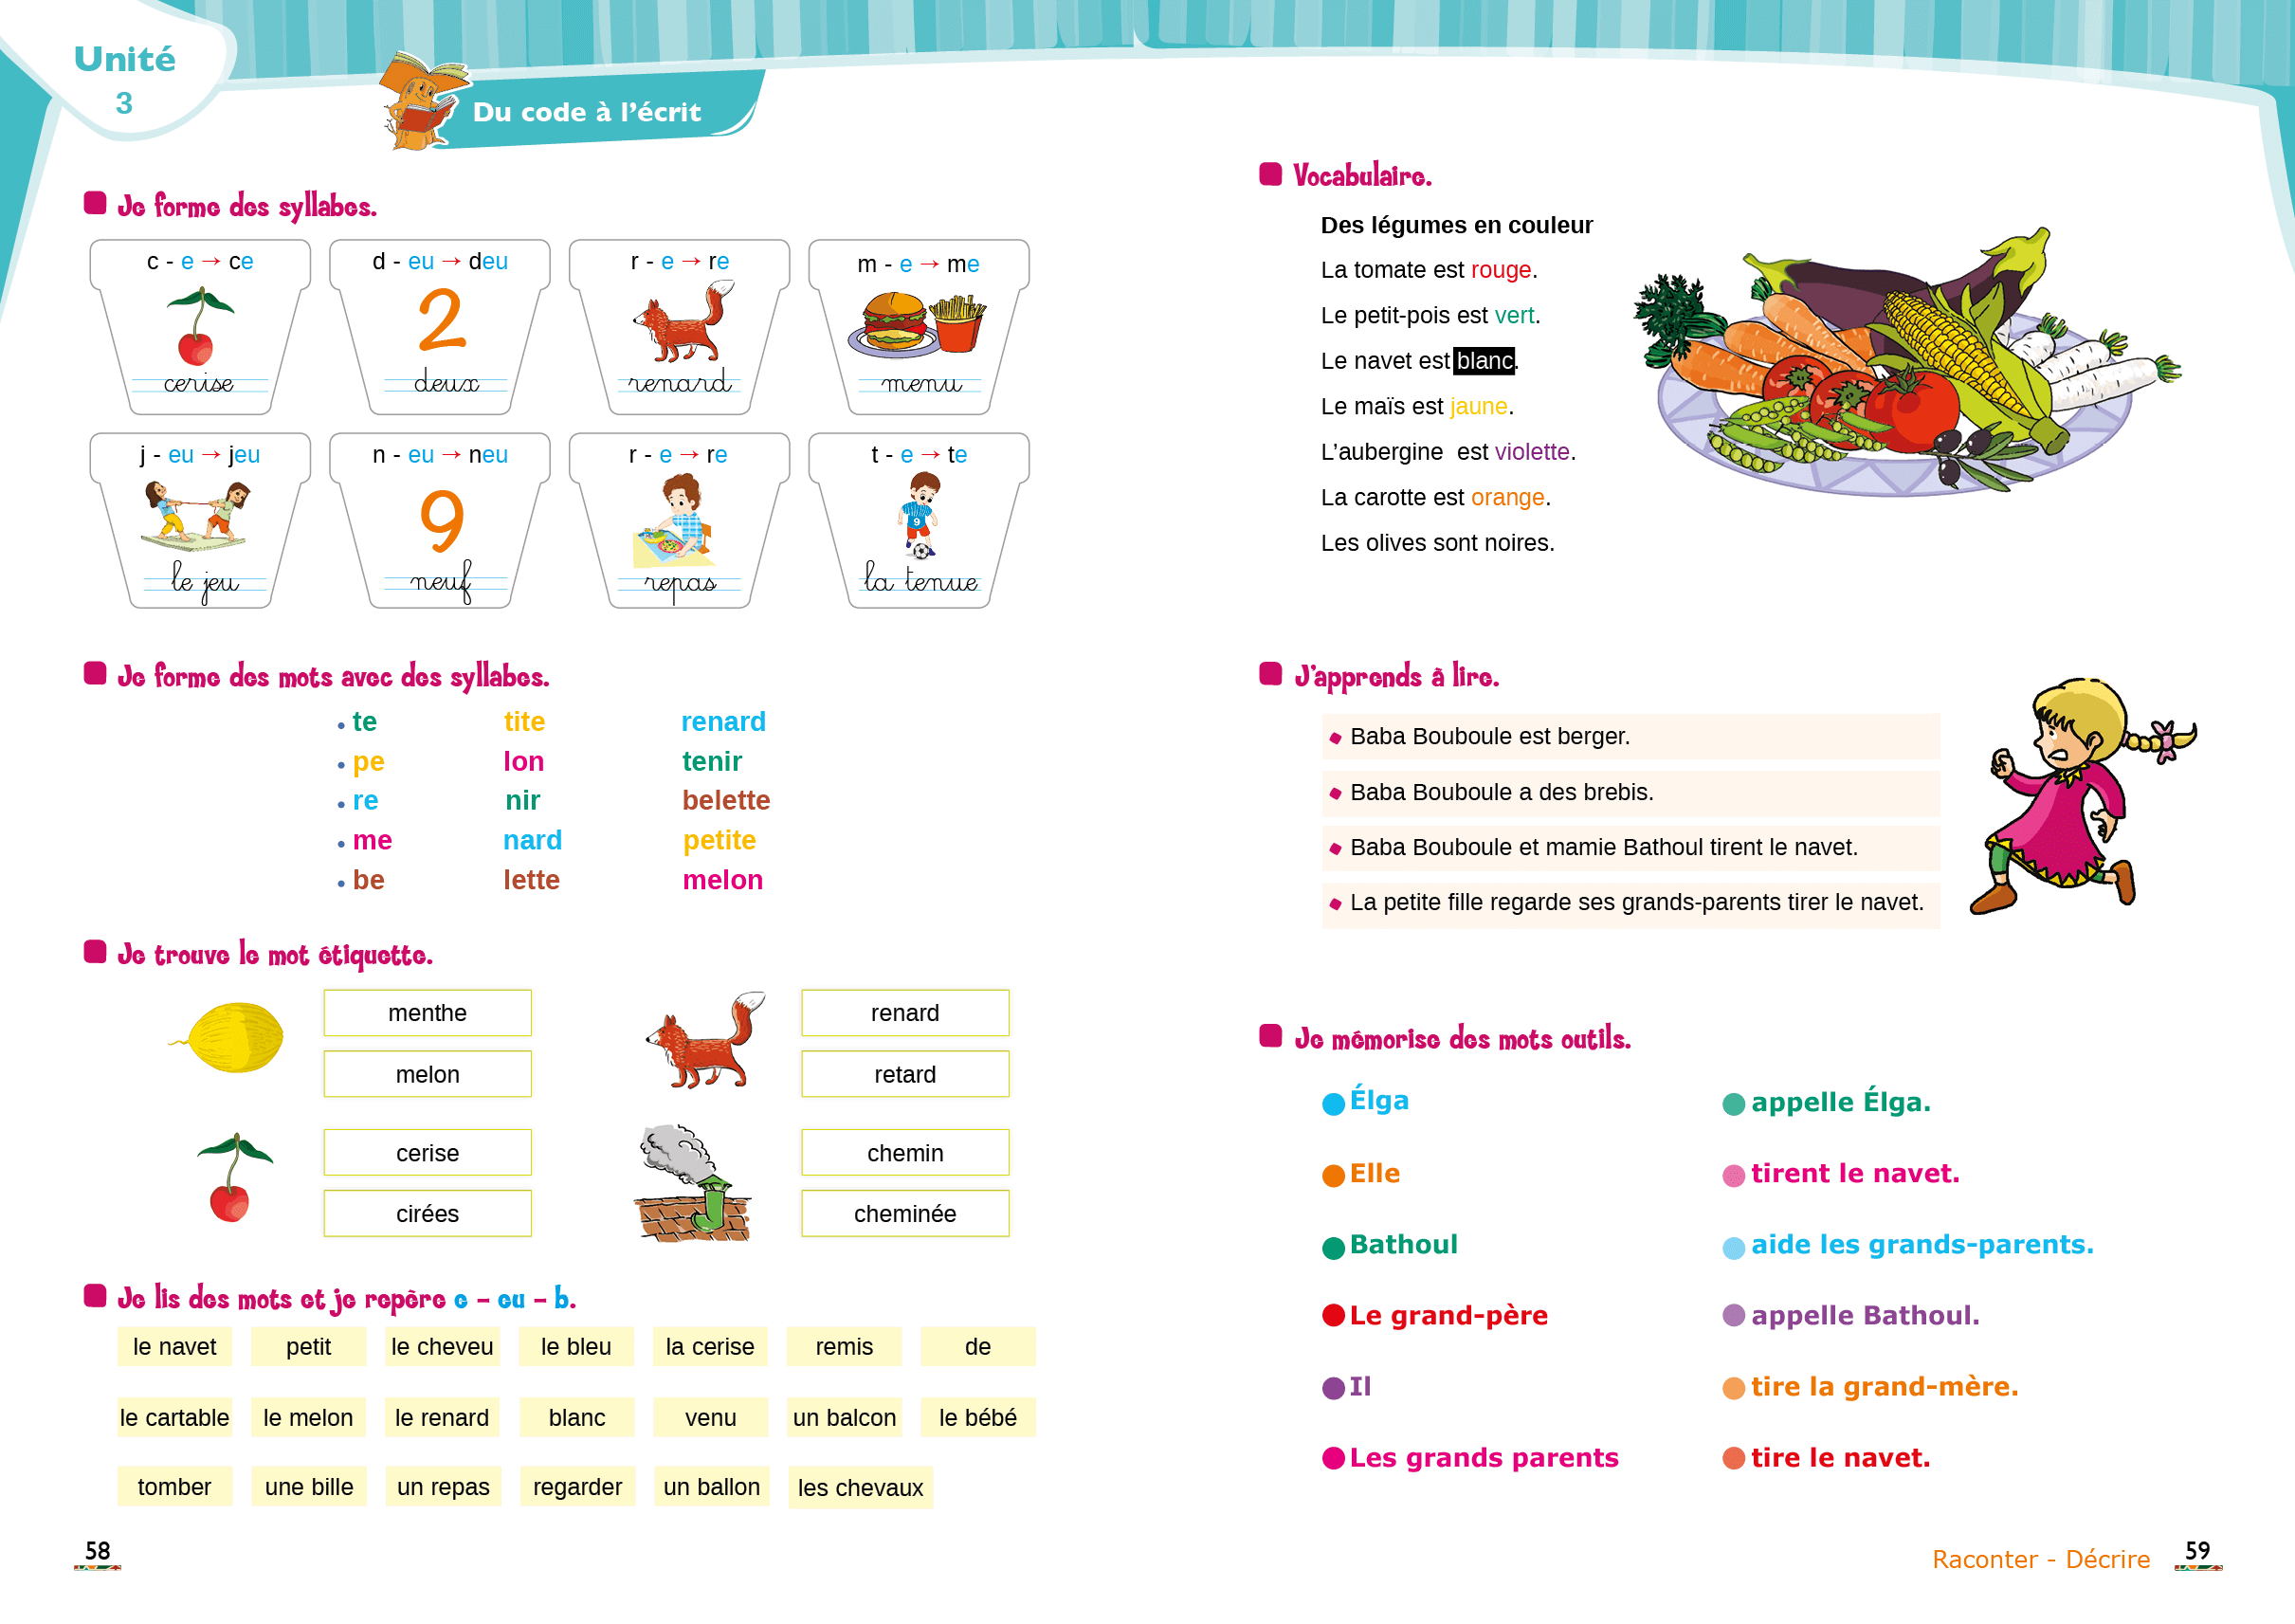 Unité
3
Du code à l'écrit
Je forme des syllabes.
c - e → ce
d - eu → deu
r - e → re
m - e → me
2
cerise
deux
renard
menu
j - eu → jeu
n - eu → neu
r - e → re
t - e → te
9
9
le jeu
neuf
repas
la tenue
Je forme des mots avec des syllabes.
• te tite renard
• pe lon tenir
• re nir belette
• me nard petite
• be lette melon
Je trouve le mot étiquette.
menthe
melon
renard
retard
cerise
cirées
chemin
cheminée
Je lis des mots et je repère e – eu – b.
le navet petit le cheveu le bleu la cerise remis de
le cartable le melon le renard blanc venu un balcon le bébé
tomber une bille un repas regarder un ballon les chevaux
58
Vocabulaire.
Des légumes en couleur
La tomate est rouge.
Le petit-pois est vert.
Le navet est blanc.
Le maïs est jaune.
L'aubergine est violette.
La carotte est orange.
Les olives sont noires.
J'apprends à lire.
Baba Bouboule est berger.
Baba Bouboule a des brebis.
Baba Bouboule et mamie Bathoul tirent le navet.
La petite fille regarde ses grands-parents tirer le navet.
Je mémorise des mots outils.
Élga appelle Élga.
Elle tirent le navet.
Bathoul aide les grands-parents.
Le grand-père appelle Bathoul.
Il tire la grand-mère.
Les grands parents tire le navet.
Raconter - Décrire
59